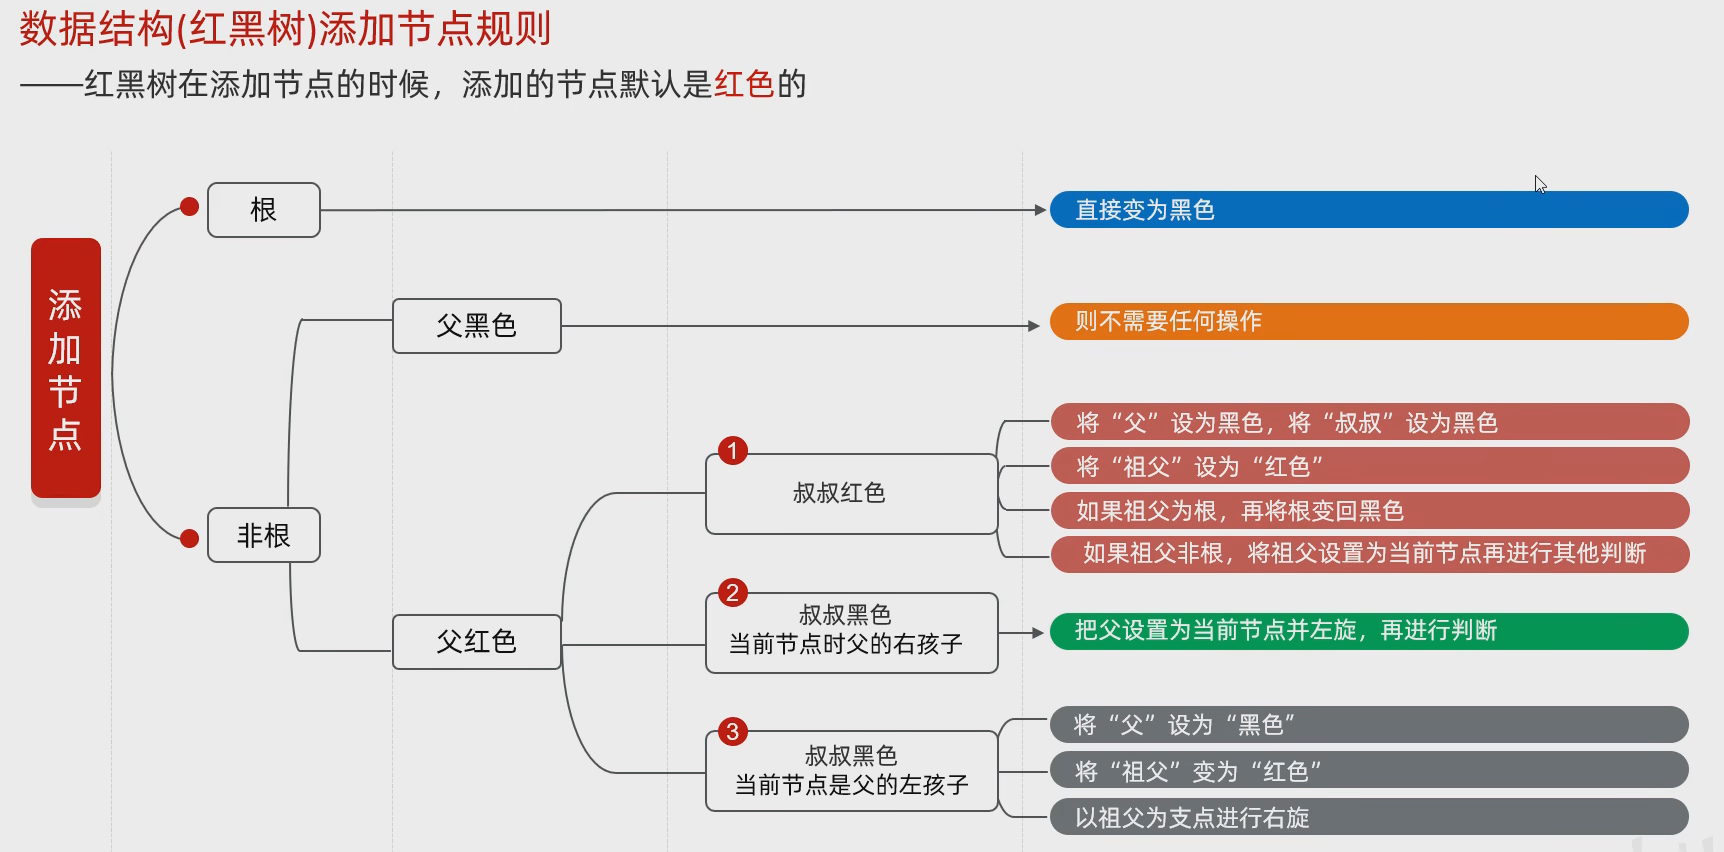 数据结构(红黑树)添加节点规则
——红黑树在添加节点的时候，添加的节点默认是红色的
添加节点
根
直接变为黑色
非根
父黑色
则不需要任何操作
父红色
1
叔叔红色
将“父”设为黑色，将“叔叔”设为黑色
将“祖父”设为“红色”
如果祖父为根，再将根变回黑色
如果祖父非根，将祖父设置为当前节点再进行其他判断
2
叔叔黑色
当前节点时父的右孩子
把父设置为当前节点并左旋，再进行判断
3
叔叔黑色
当前节点是父的左孩子
将“父”设为“黑色”
将“祖父”变为“红色”
以祖父为支点进行右旋